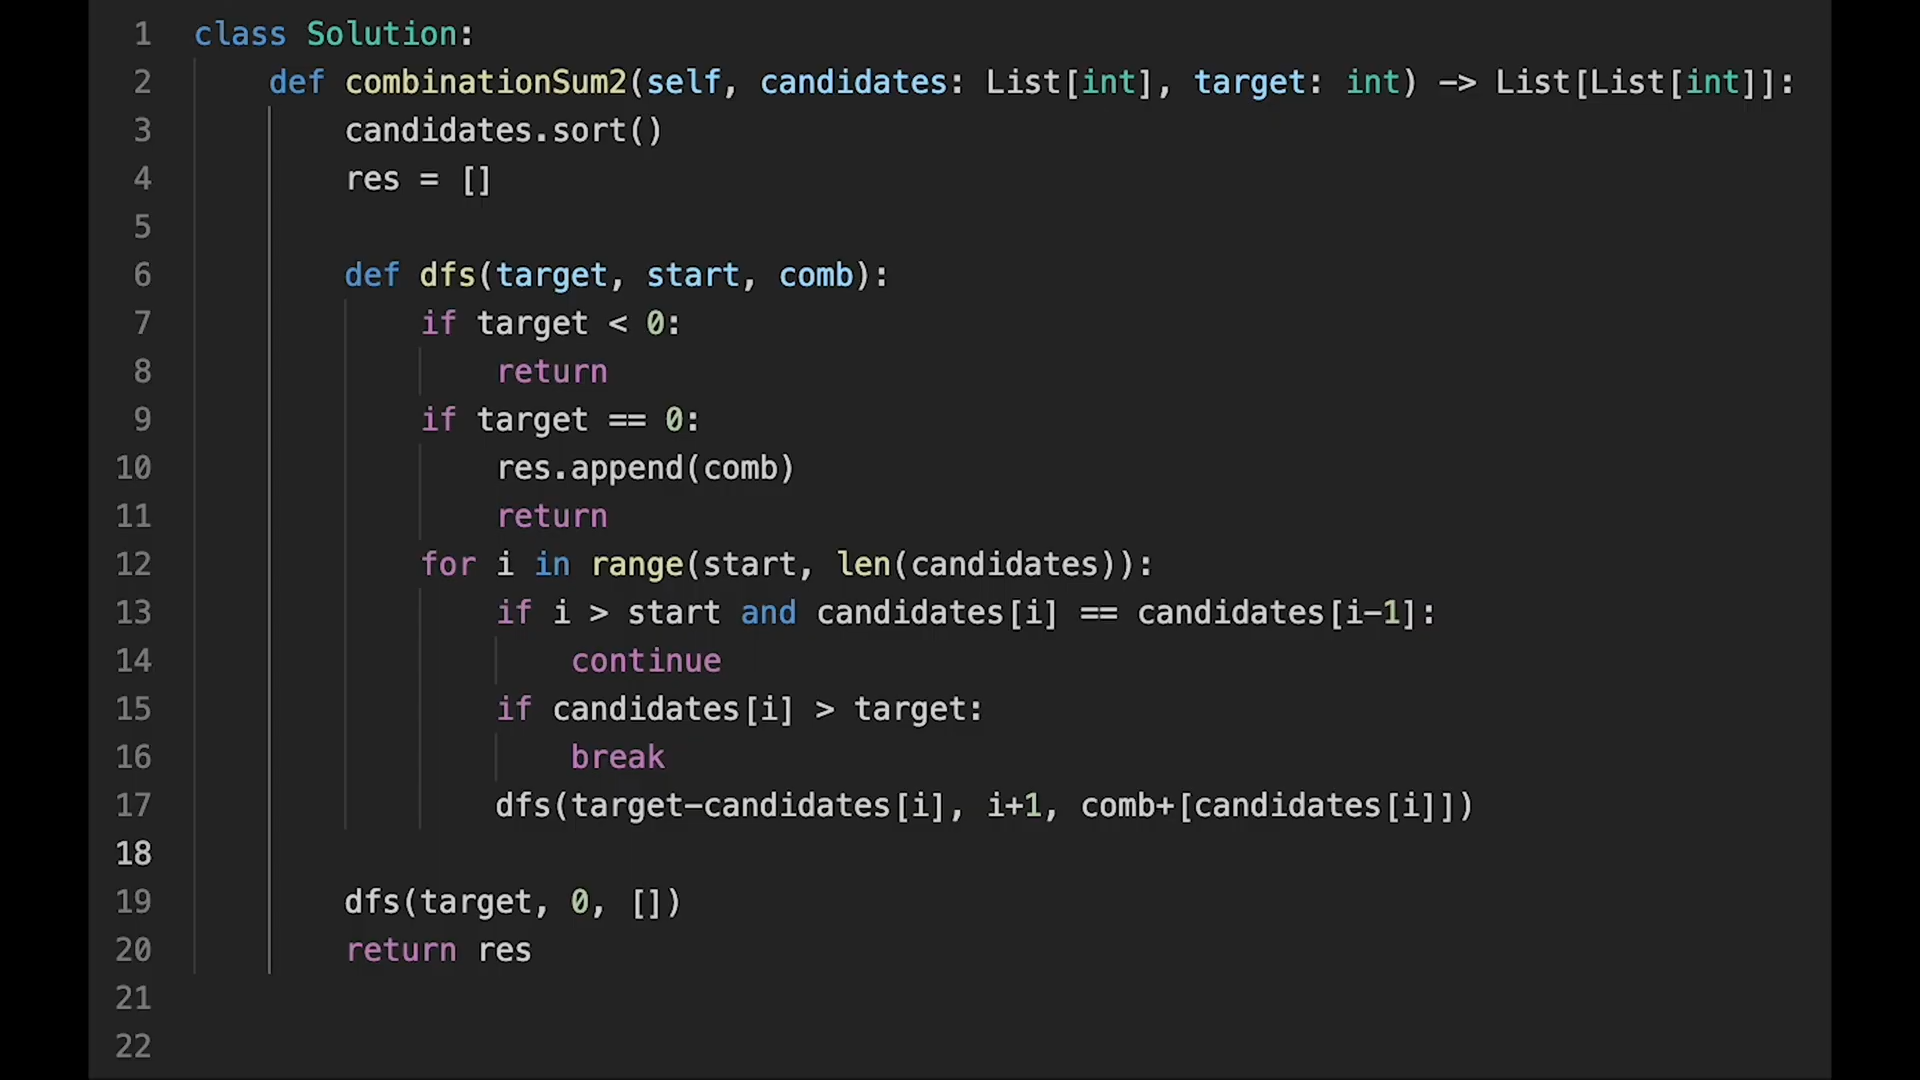 1 class Solution:
2 def combinationSum2(self, candidates: List[int], target: int) -> List[List[int]]:
3 candidates.sort()
4 res = []
5
6 def dfs(target, start, comb):
7 if target < 0:
8 return
9 if target == 0:
10 res.append(comb)
11 return
12 for i in range(start, len(candidates)):
13 if i > start and candidates[i] == candidates[i-1]:
14 continue
15 if candidates[i] > target:
16 break
17 dfs(target-candidates[i], i+1, comb+[candidates[i]])
18
19 dfs(target, 0, [])
20 return res
21
22